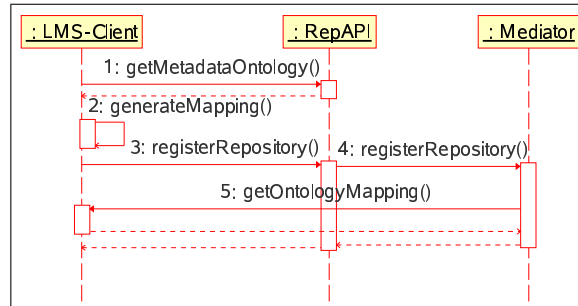 : LMS-Client
: RepAPI
: Mediator
1: getMetadataOntology()
2: generateMapping()
3: registerRepository()
4: registerRepository()
5: getOntologyMapping()